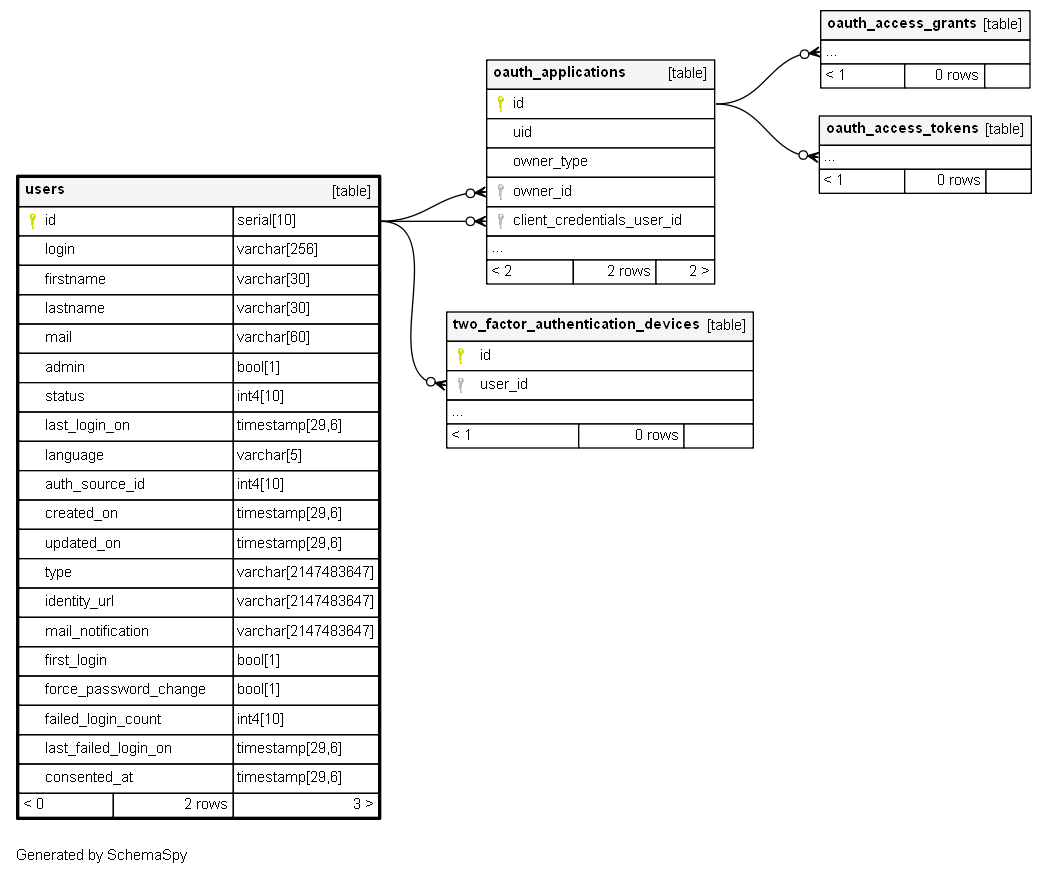 oauth_access_grants [table]
...
< 1 0 rows
oauth_applications [table]
id
uid
owner_type
owner_id
client_credentials_user_id
...
< 2 2 rows 2 >
oauth_access_tokens [table]
...
< 1 0 rows
users [table]
id serial[10]
login varchar[256]
firstname varchar[30]
lastname varchar[30]
mail varchar[60]
admin bool[1]
status int4[10]
last_login_on timestamp[29,6]
language varchar[5]
auth_source_id int4[10]
created_on timestamp[29,6]
updated_on timestamp[29,6]
type varchar[2147483647]
identity_url varchar[2147483647]
mail_notification varchar[2147483647]
first_login bool[1]
force_password_change bool[1]
failed_login_count int4[10]
last_failed_login_on timestamp[29,6]
consented_at timestamp[29,6]
< 0 2 rows 3 >
two_factor_authentication_devices [table]
id
user_id
...
< 1 0 rows
Generated by SchemaSpy